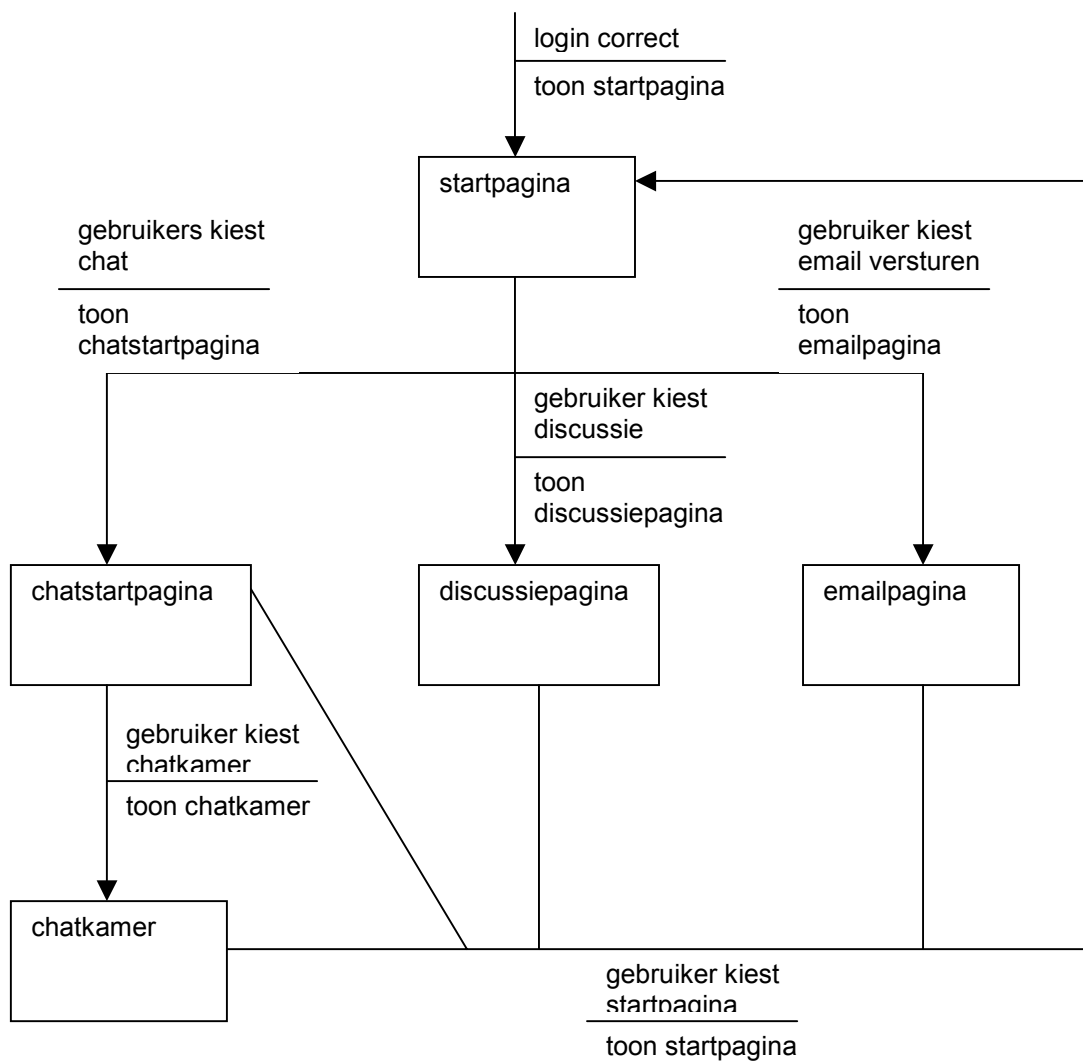 login correct
toon startpagina
startpagina
gebruikers kiest
chat
toon
chatstartpagina
gebruiker kiest
email versturen
toon
emailpagina
gebruiker kiest
discussie
toon
discussiepagina
chatstartpagina
discussiepagina
emailpagina
gebruiker kiest
chatkamer
toon chatkamer
chatkamer
gebruiker kiest
startpagina
toon startpagina